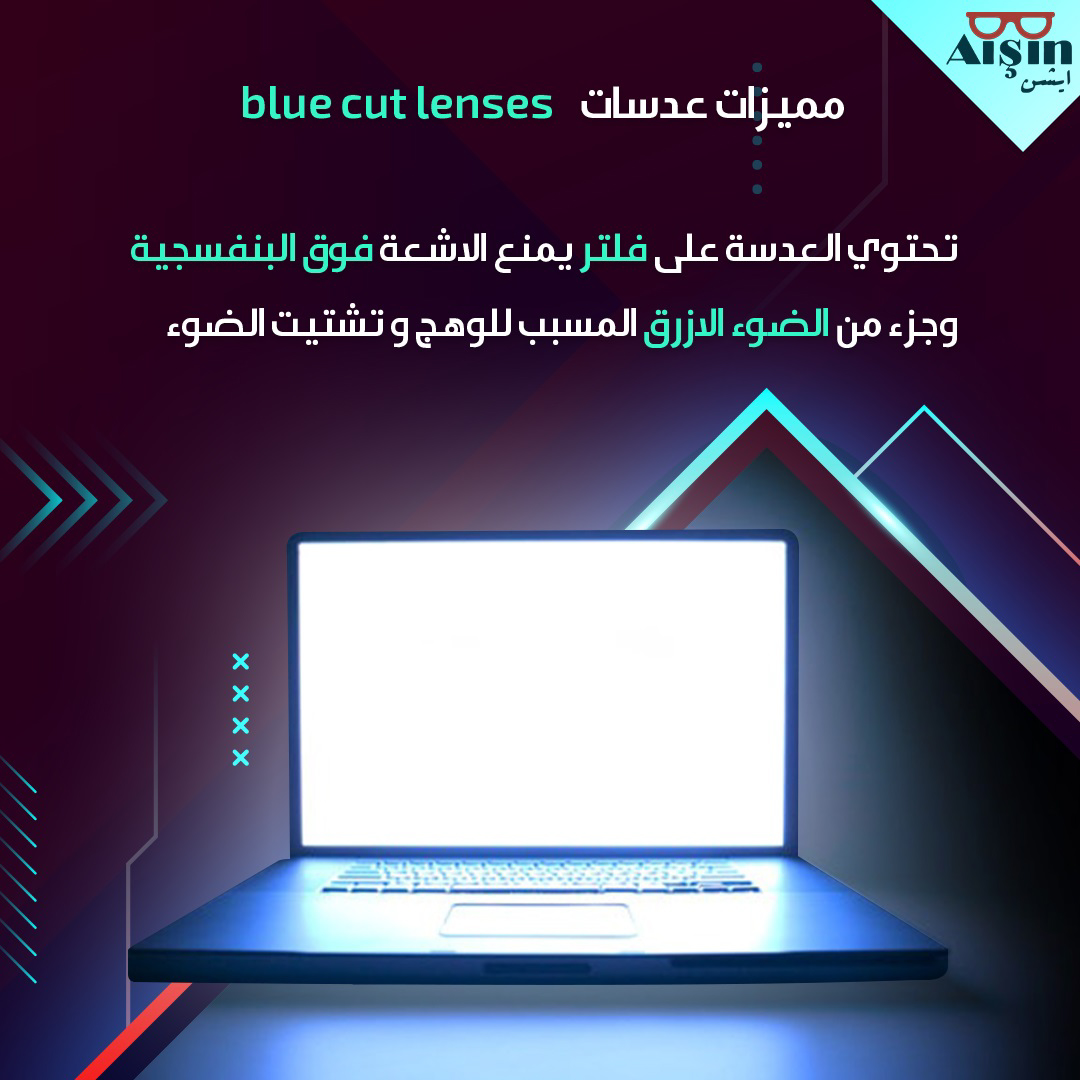 Aişin
ايشن
مميزات عدسات blue cut lenses
تحتوي العدسة على فلتر يمنع الاشعة فوق البنفسجية
وجزء من الضوء الازرق المسبب للوهج و تشتيت الضوء